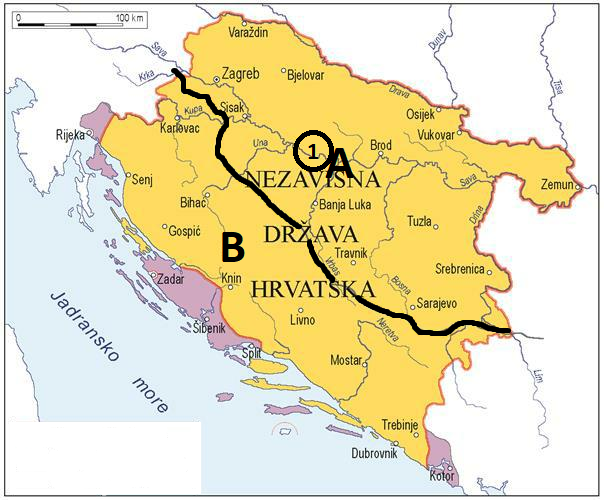 0 100 km
Varaždin
Sava
Krka
Zagreb
Bjelovar
Dunav
Tisa
Drava
Kupa
Sisak
Karlovac
Rijeka
Osijek
Vukovar
Una
1
A
Brod
Sava
Zemun
NEZAVISNA
Senj
Bihać
Banja Luka
Drina
Gospić
B
DRŽAVA
Tuzla
Travnik
Vrbas
Bosna
Srebrenica
Zadar
Knin
HRVATSKA
Sarajevo
Jadransko more
Šibenik
Livno
Neretva
Split
Mostar
Lim
Trebinje
Dubrovnik
Kotor